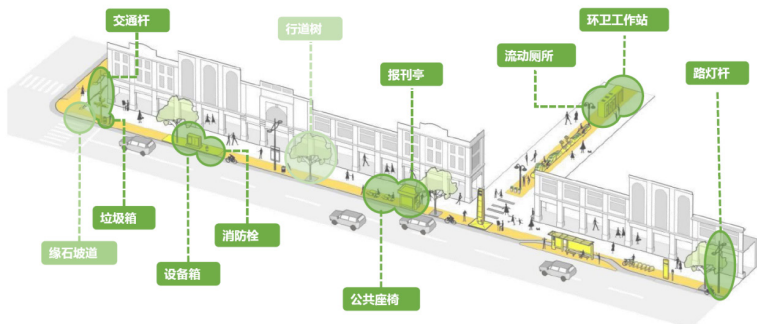 交通杆
行道树
环卫工作站
流动厕所
报刊亭
路灯杆
垃圾箱
消防栓
缘石坡道
设备箱
公共座椅